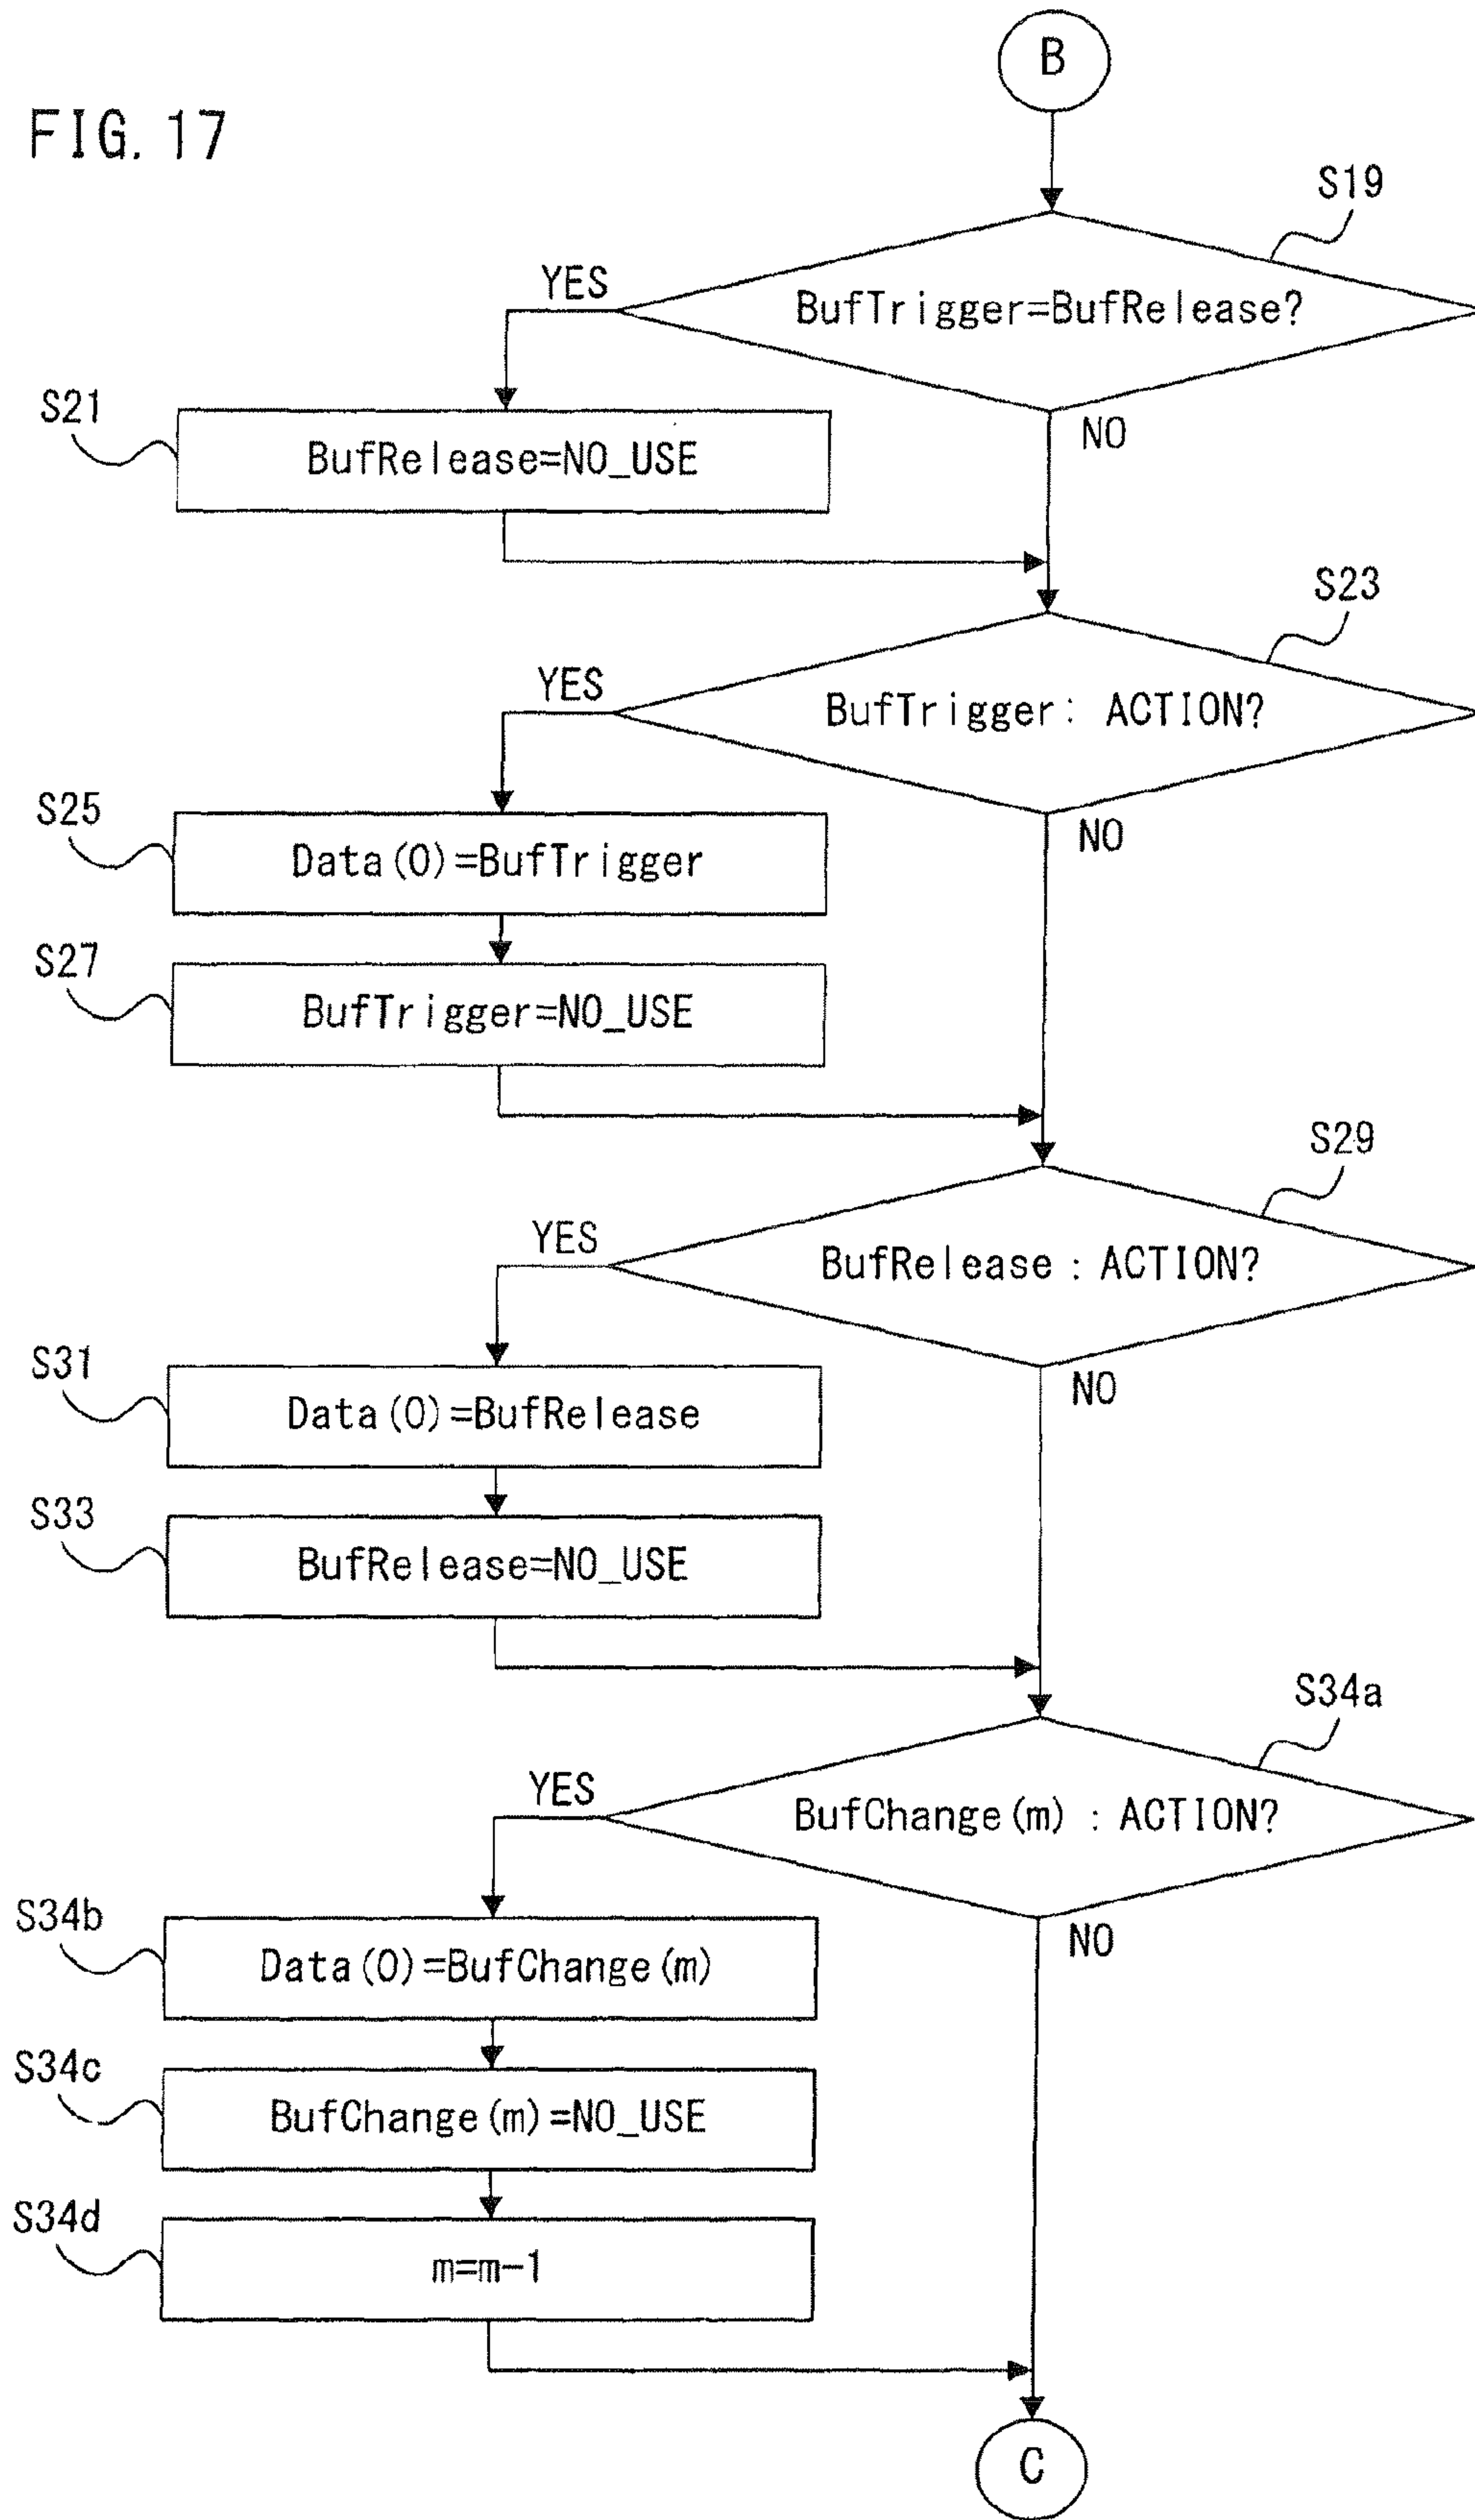 B
FIG. 17
S19
YES
BufTrigger=BufRelease?
S21
NO
BufRelease=NO_USE
S23
YES
BufTrigger: ACTION?
S25
NO
Data(0)=BufTrigger
S27
BufTrigger=NO_USE
S29
YES
BufRelease : ACTION?
S31
NO
Data(0)=BufRelease
S33
BufRelease=NO_USE
S34a
YES
BufChange(m) : ACTION?
S34b
NO
Data(0)=BufChange(m)
S34c
BufChange(m)=NO_USE
S34d
m=m-1
C